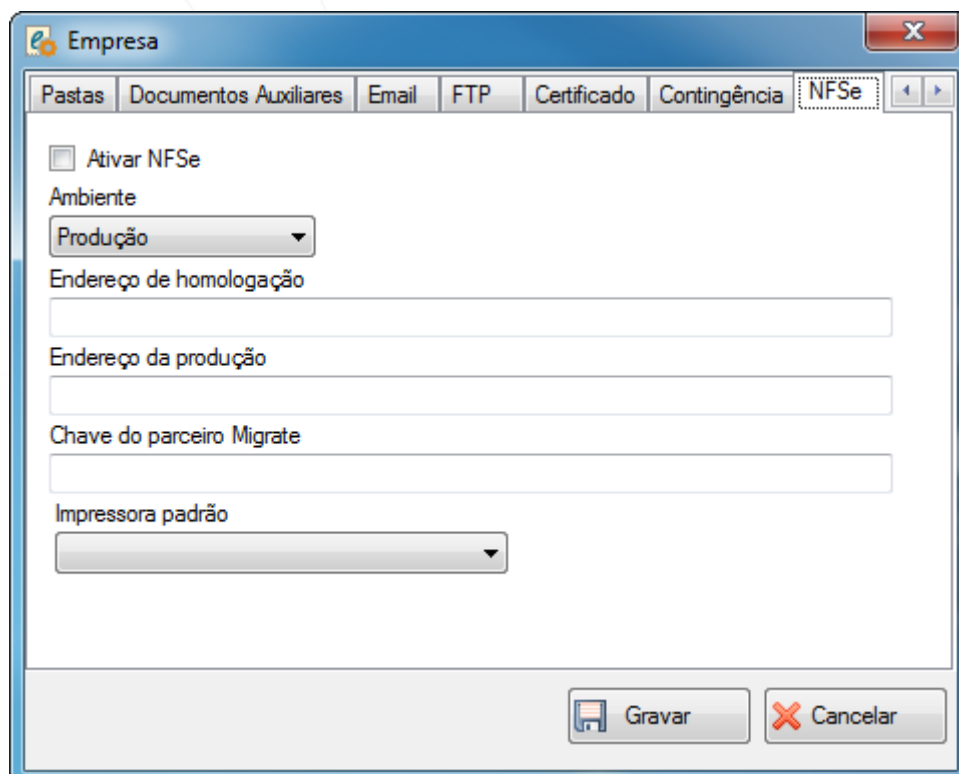 Empresa
Pastas Documentos Auxiliares Email FTP Certificado Contingência NFSe
Ativar NFSe
Ambiente
Produção
Endereço de homologação
Endereço da produção
Chave do parceiro Migrate
Impressora padrão
Gravar Cancelar